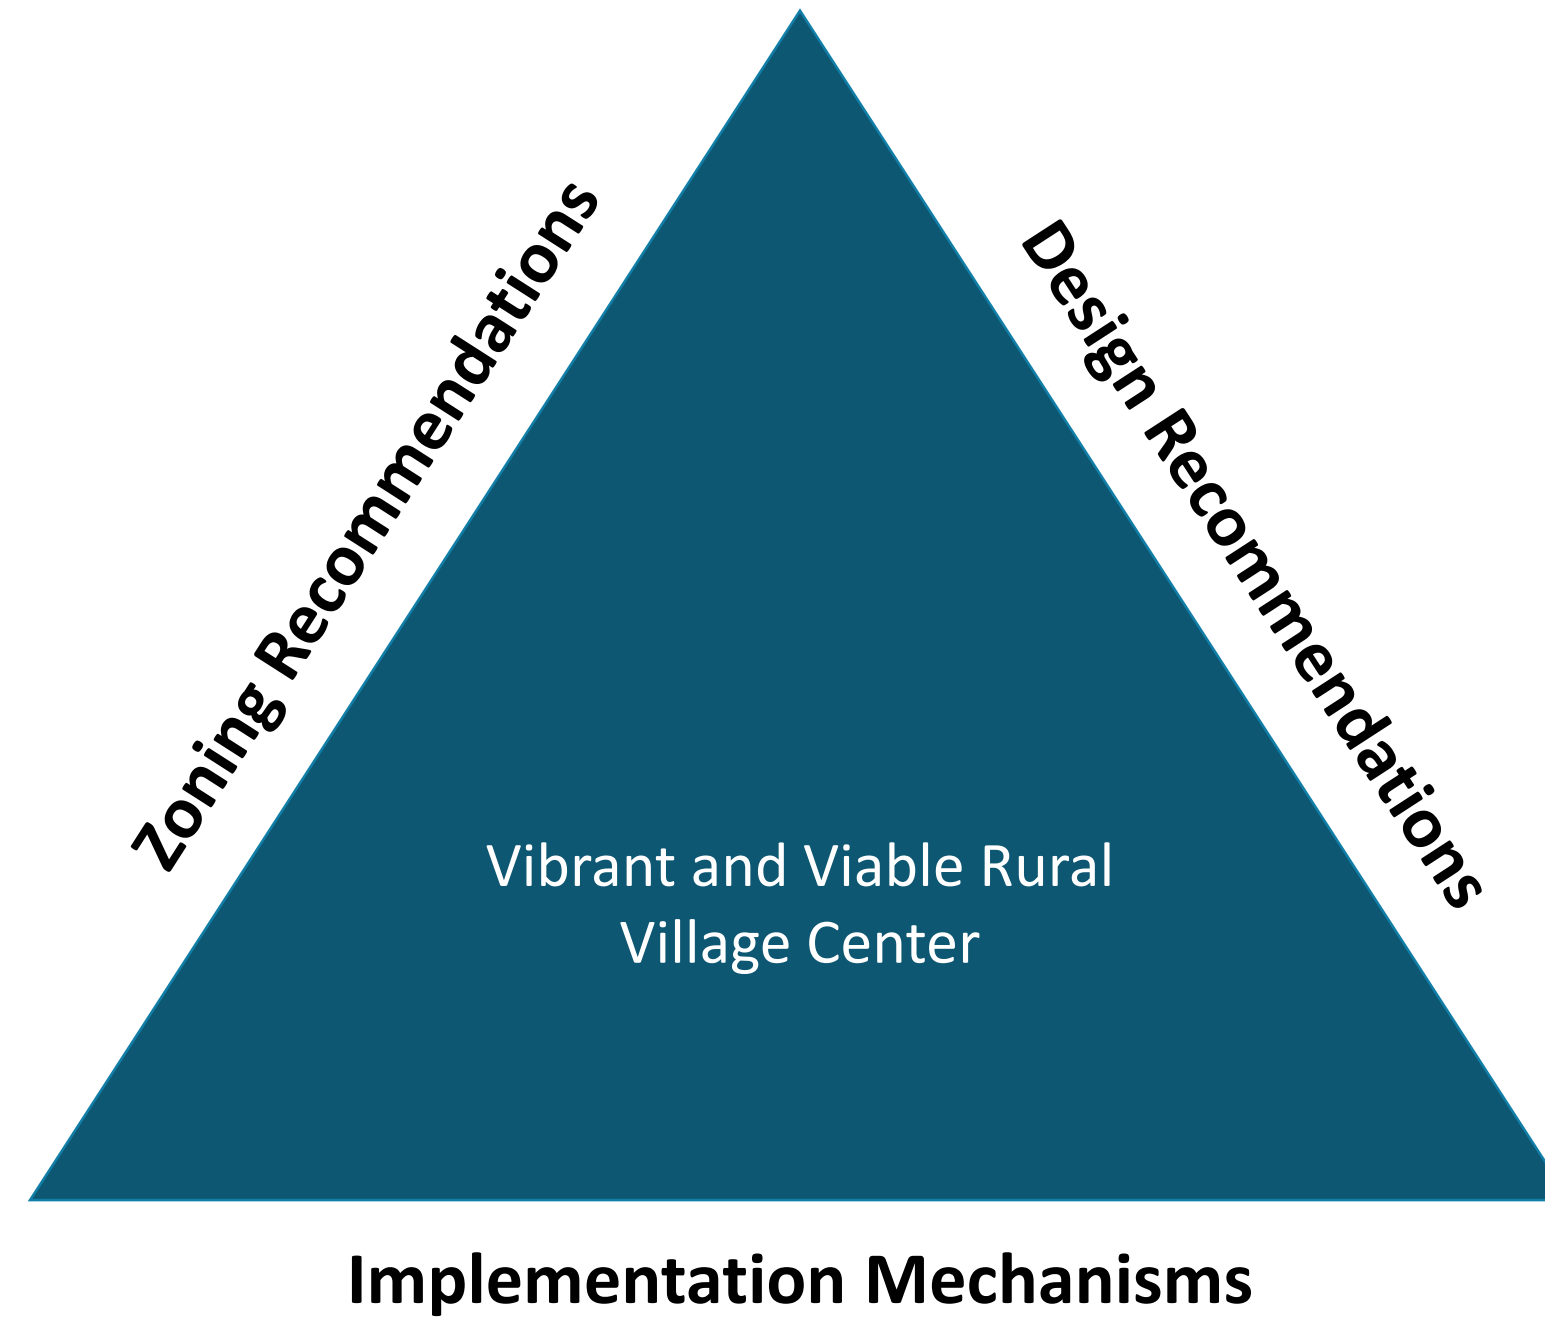 Zoning Recommendations
Design Recommendations
Vibrant and Viable Rural
Village Center
Implementation Mechanisms